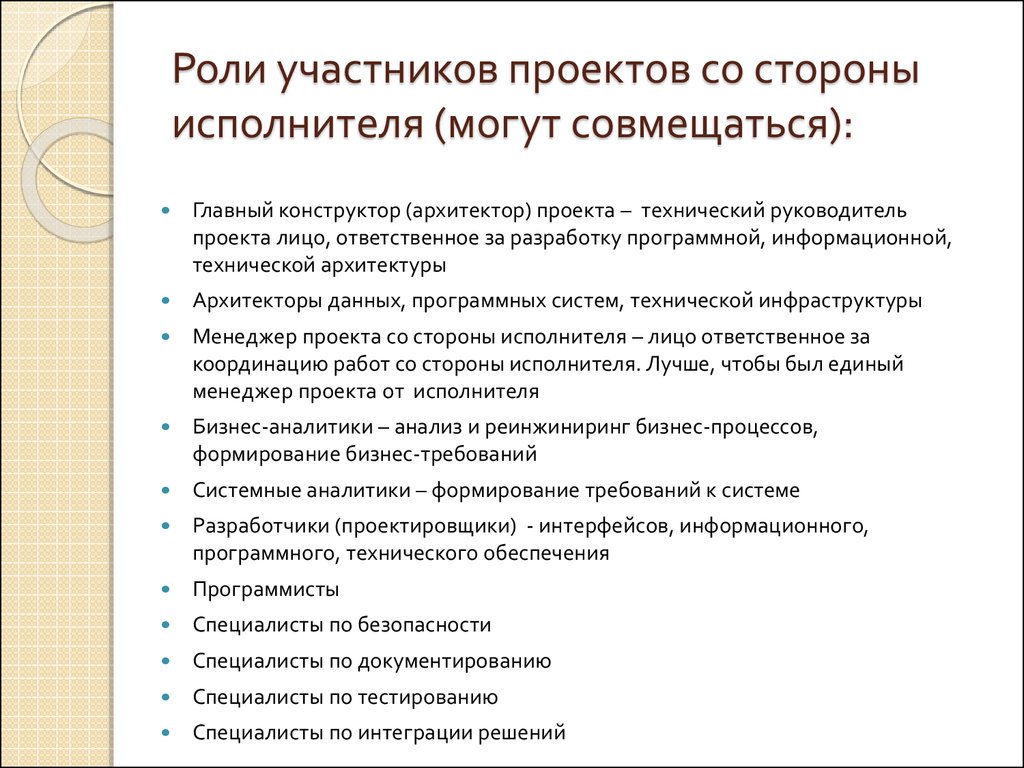 Роли участников проектов со стороны
исполнителя (могут совмещаться):
• Главный конструктор (архитектор) проекта – технический руководитель
проекта лицо, ответственное за разработку программной, информационной,
технической архитектуры
• Архитекторы данных, программных систем, технической инфраструктуры
• Менеджер проекта со стороны исполнителя – лицо ответственное за
координацию работ со стороны исполнителя. Лучше, чтобы был единый
менеджер проекта от исполнителя
• Бизнес-аналитики – анализ и реинжиниринг бизнес-процессов,
формирование бизнес-требований
• Системные аналитики – формирование требований к системе
• Разработчики (проектировщики) - интерфейсов, информационного,
программного, технического обеспечения
• Программисты
• Специалисты по безопасности
• Специалисты по документированию
• Специалисты по тестированию
• Специалисты по интеграции решений